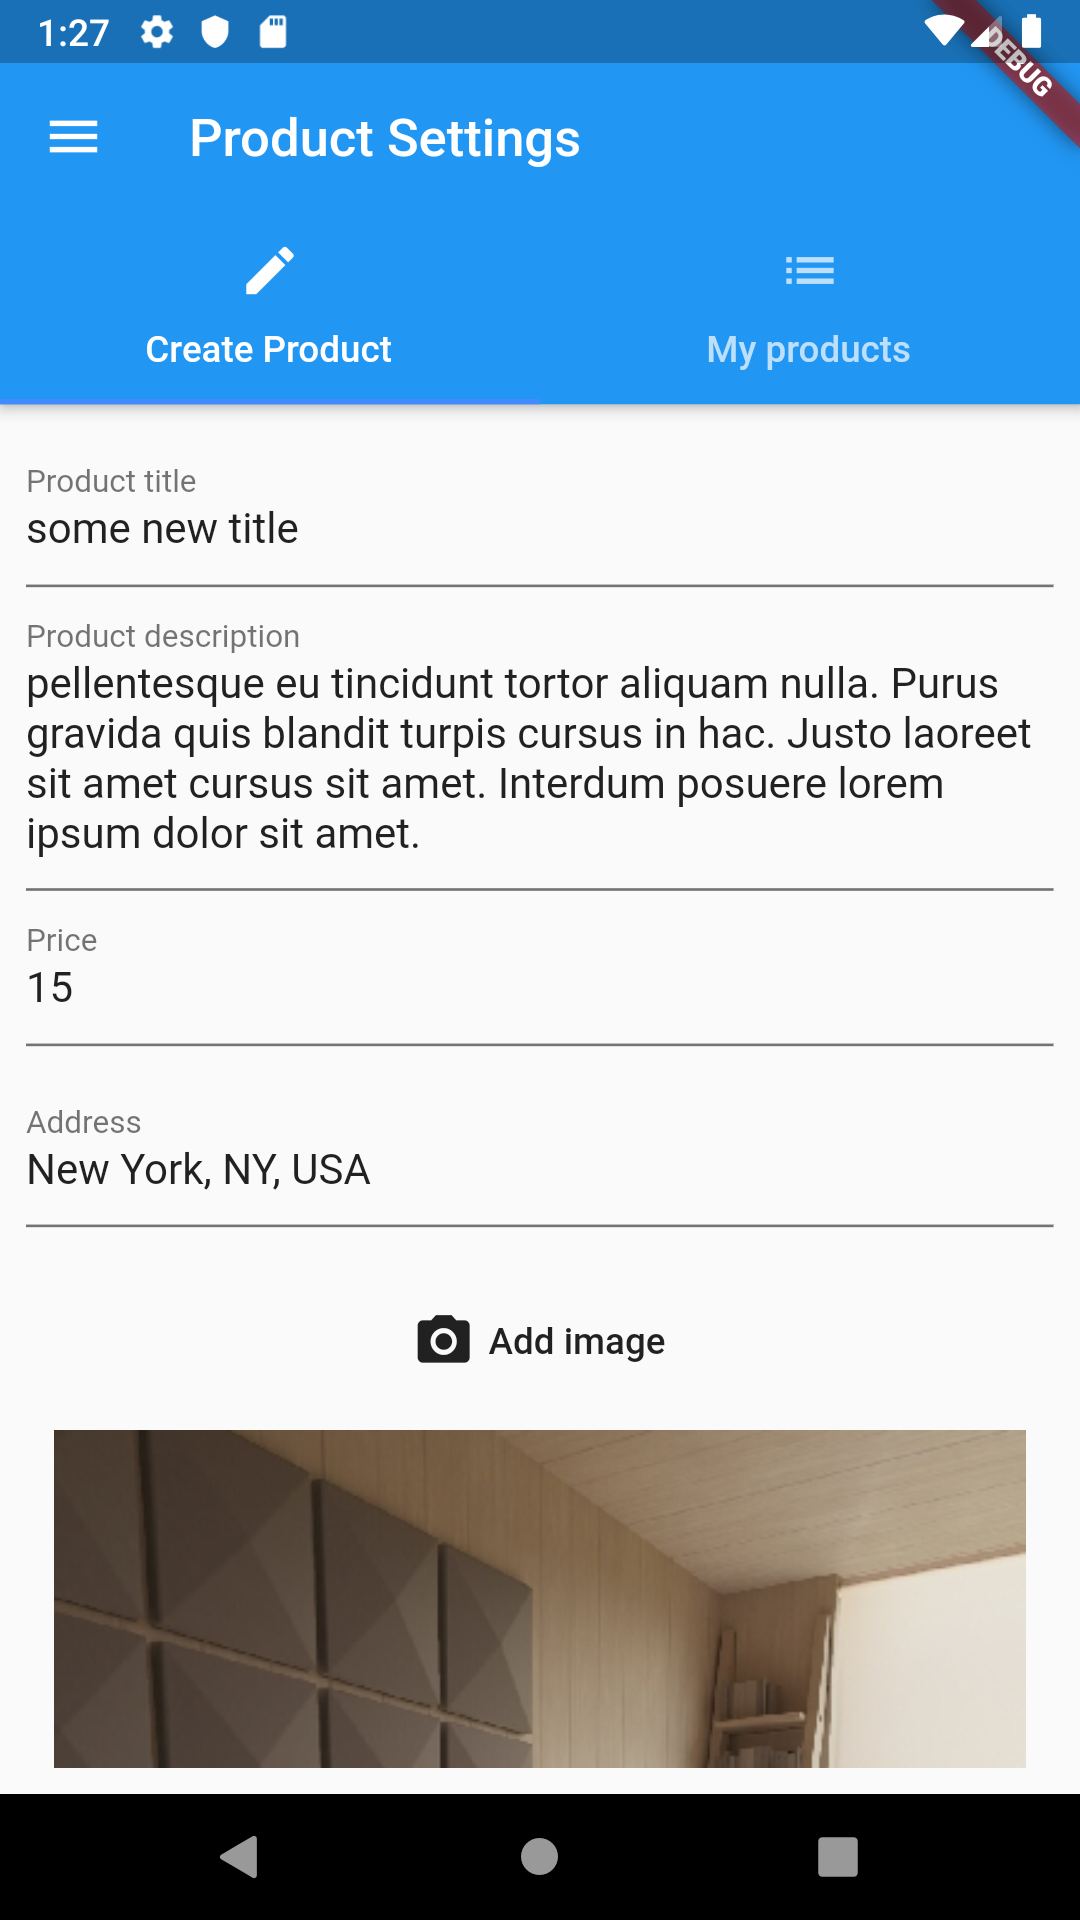 1:27
DEBUG
Product Settings
Create Product
My products
Product title
some new title
Product description
pellentesque eu tincidunt tortor aliquam nulla. Purus
gravida quis blandit turpis cursus in hac. Justo laoreet
sit amet cursus sit amet. Interdum posuere lorem
ipsum dolor sit amet.
Price
15
Address
New York, NY, USA
Add image